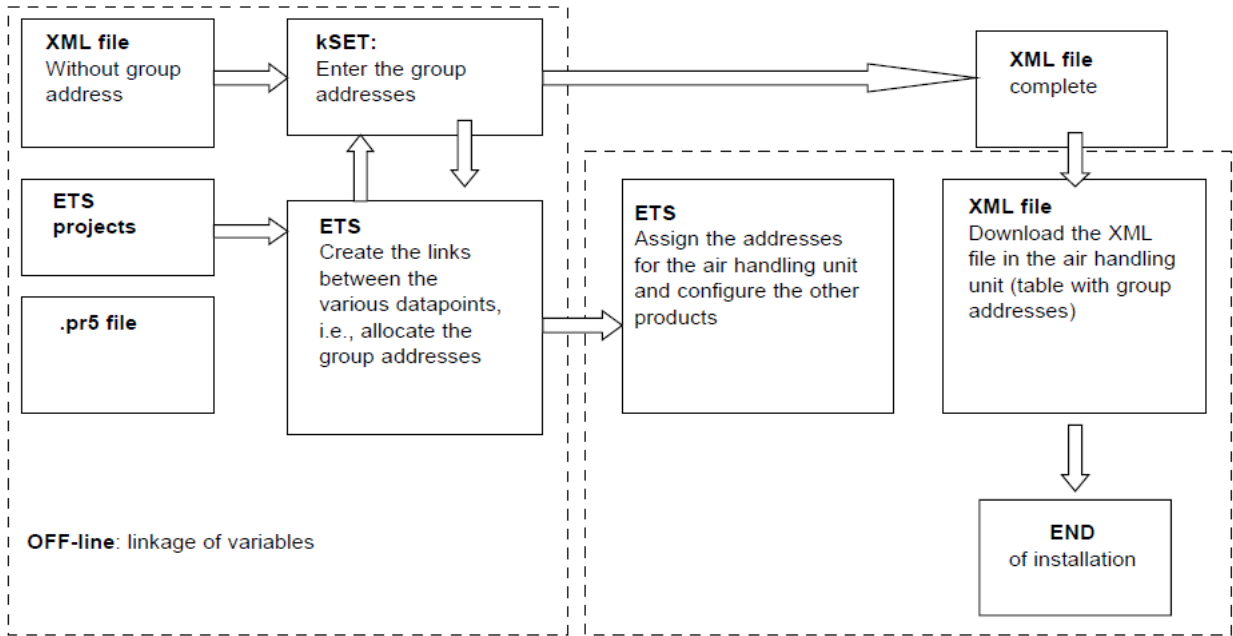 XML file
Without group
address
kSET:
Enter the group
addresses
XML file
complete
ETS
projects
ETS
Create the links
between the
various datapoints,
i.e., allocate the
group addresses
ETS
Assign the addresses
for the air handling unit
and configure the other
products
XML file
Download the XML
file in the air handling
unit (table with group
addresses)
.pr5 file
OFF-line: linkage of variables
END
of installation